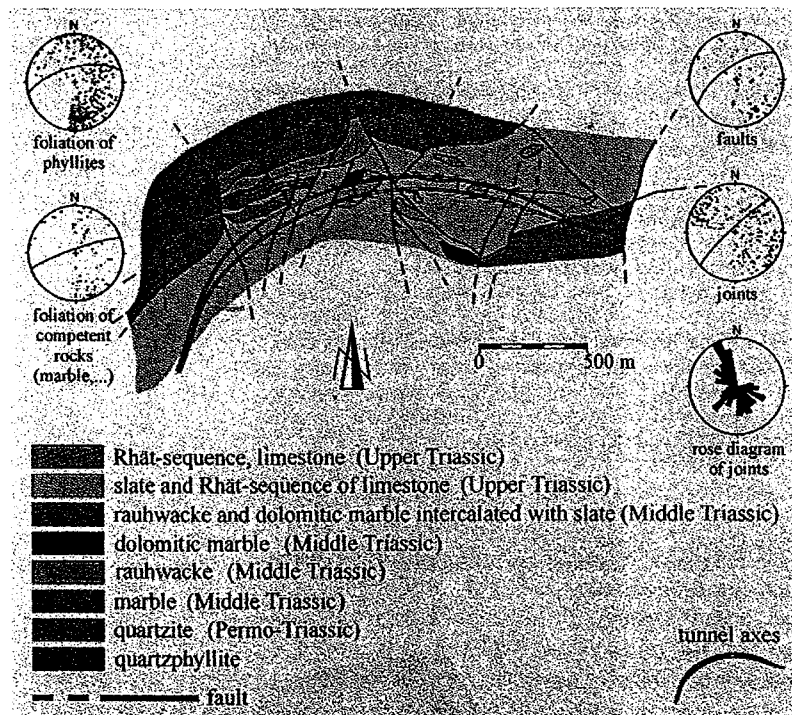 N
foliation of
phyllites
N
foliation of
competent
rocks
(marble,...)
N
faults
N
joints
N
rose diagram
of joints
0 500 m
Rhät-sequence, limestone (Upper Triassic)
slate and Rhät-sequence of limestone (Upper Triassic)
rauhwacke and dolomitic marble intercalated with slate (Middle Triassic)
dolomitic marble (Middle Triassic)
rauhwacke (Middle Triassic)
marble (Middle Triassic)
quartzite (Permo-Triassic)
quartzphyllite
fault
tunnel axes